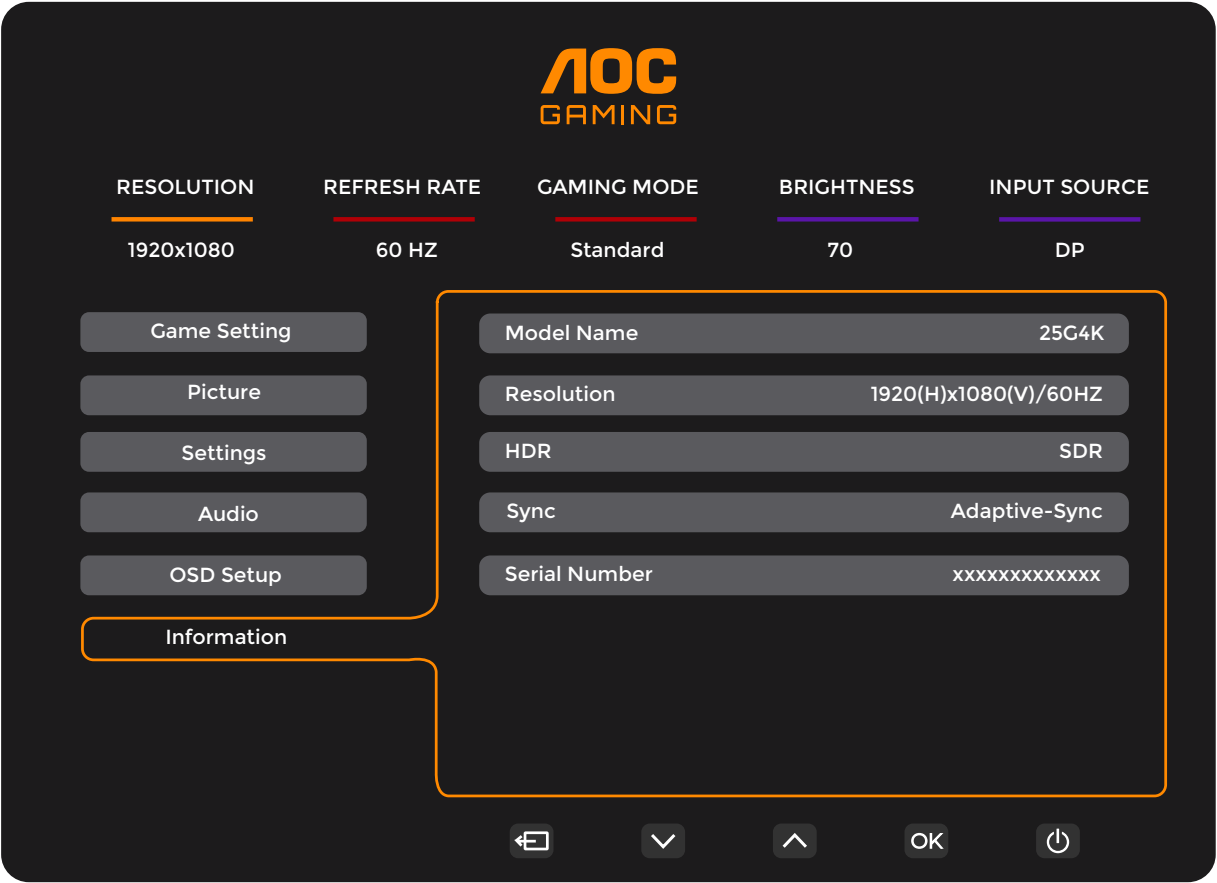 AOC
GAMING
RESOLUTION REFRESH RATE GAMING MODE BRIGHTNESS INPUT SOURCE
1920x1080 60 HZ Standard 70 DP
Game Setting
Picture
Settings
Audio
OSD Setup
Information
Model Name 25G4K
Resolution 1920(H)x1080(V)/60HZ
HDR SDR
Sync Adaptive-Sync
Serial Number xxxxxxxxxxxxx
OK